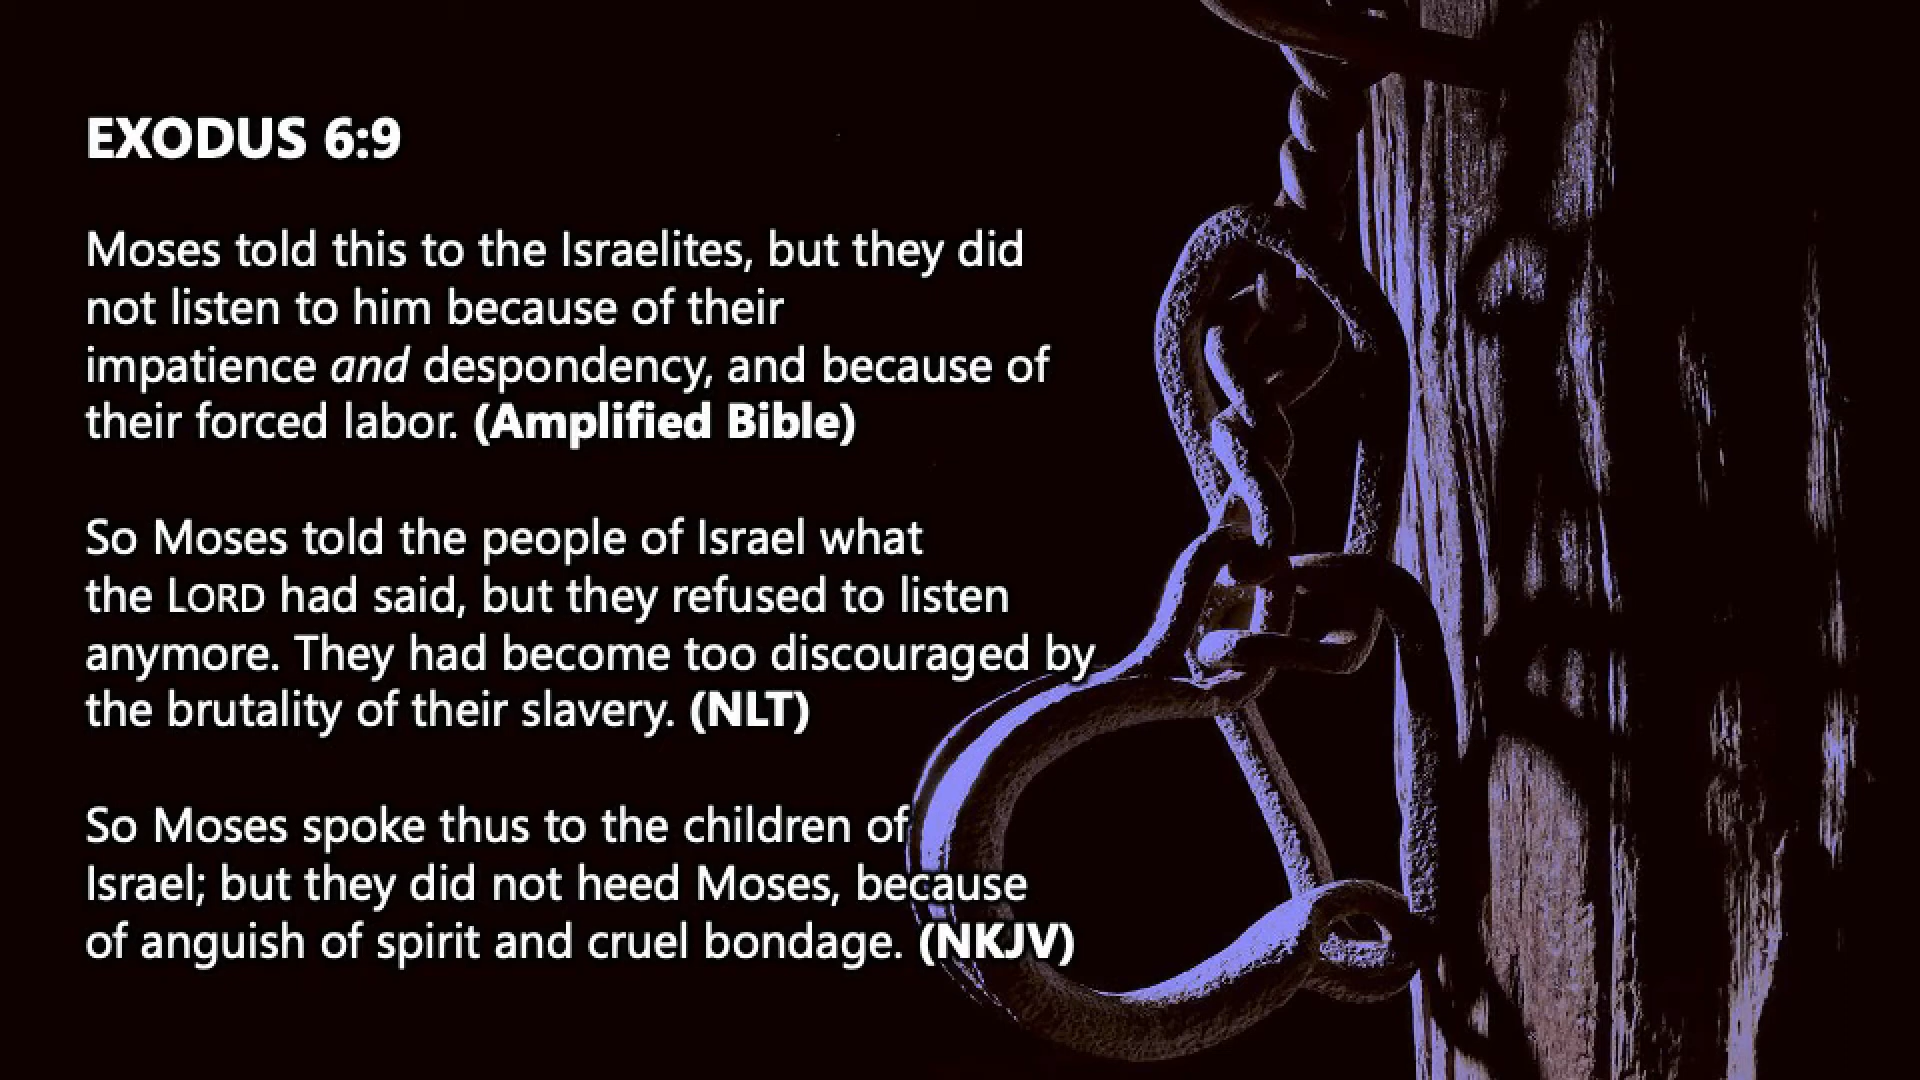 EXODUS 6:9
Moses told this to the Israelites, but they did
not listen to him because of their
impatience and despondency, and because of
their forced labor. (Amplified Bible)
So Moses told the people of Israel what
the LORD had said, but they refused to listen
anymore. They had become too discouraged by
the brutality of their slavery. (NLT)
So Moses spoke thus to the children of
Israel; but they did not heed Moses, because
of anguish of spirit and cruel bondage. (NKJV)